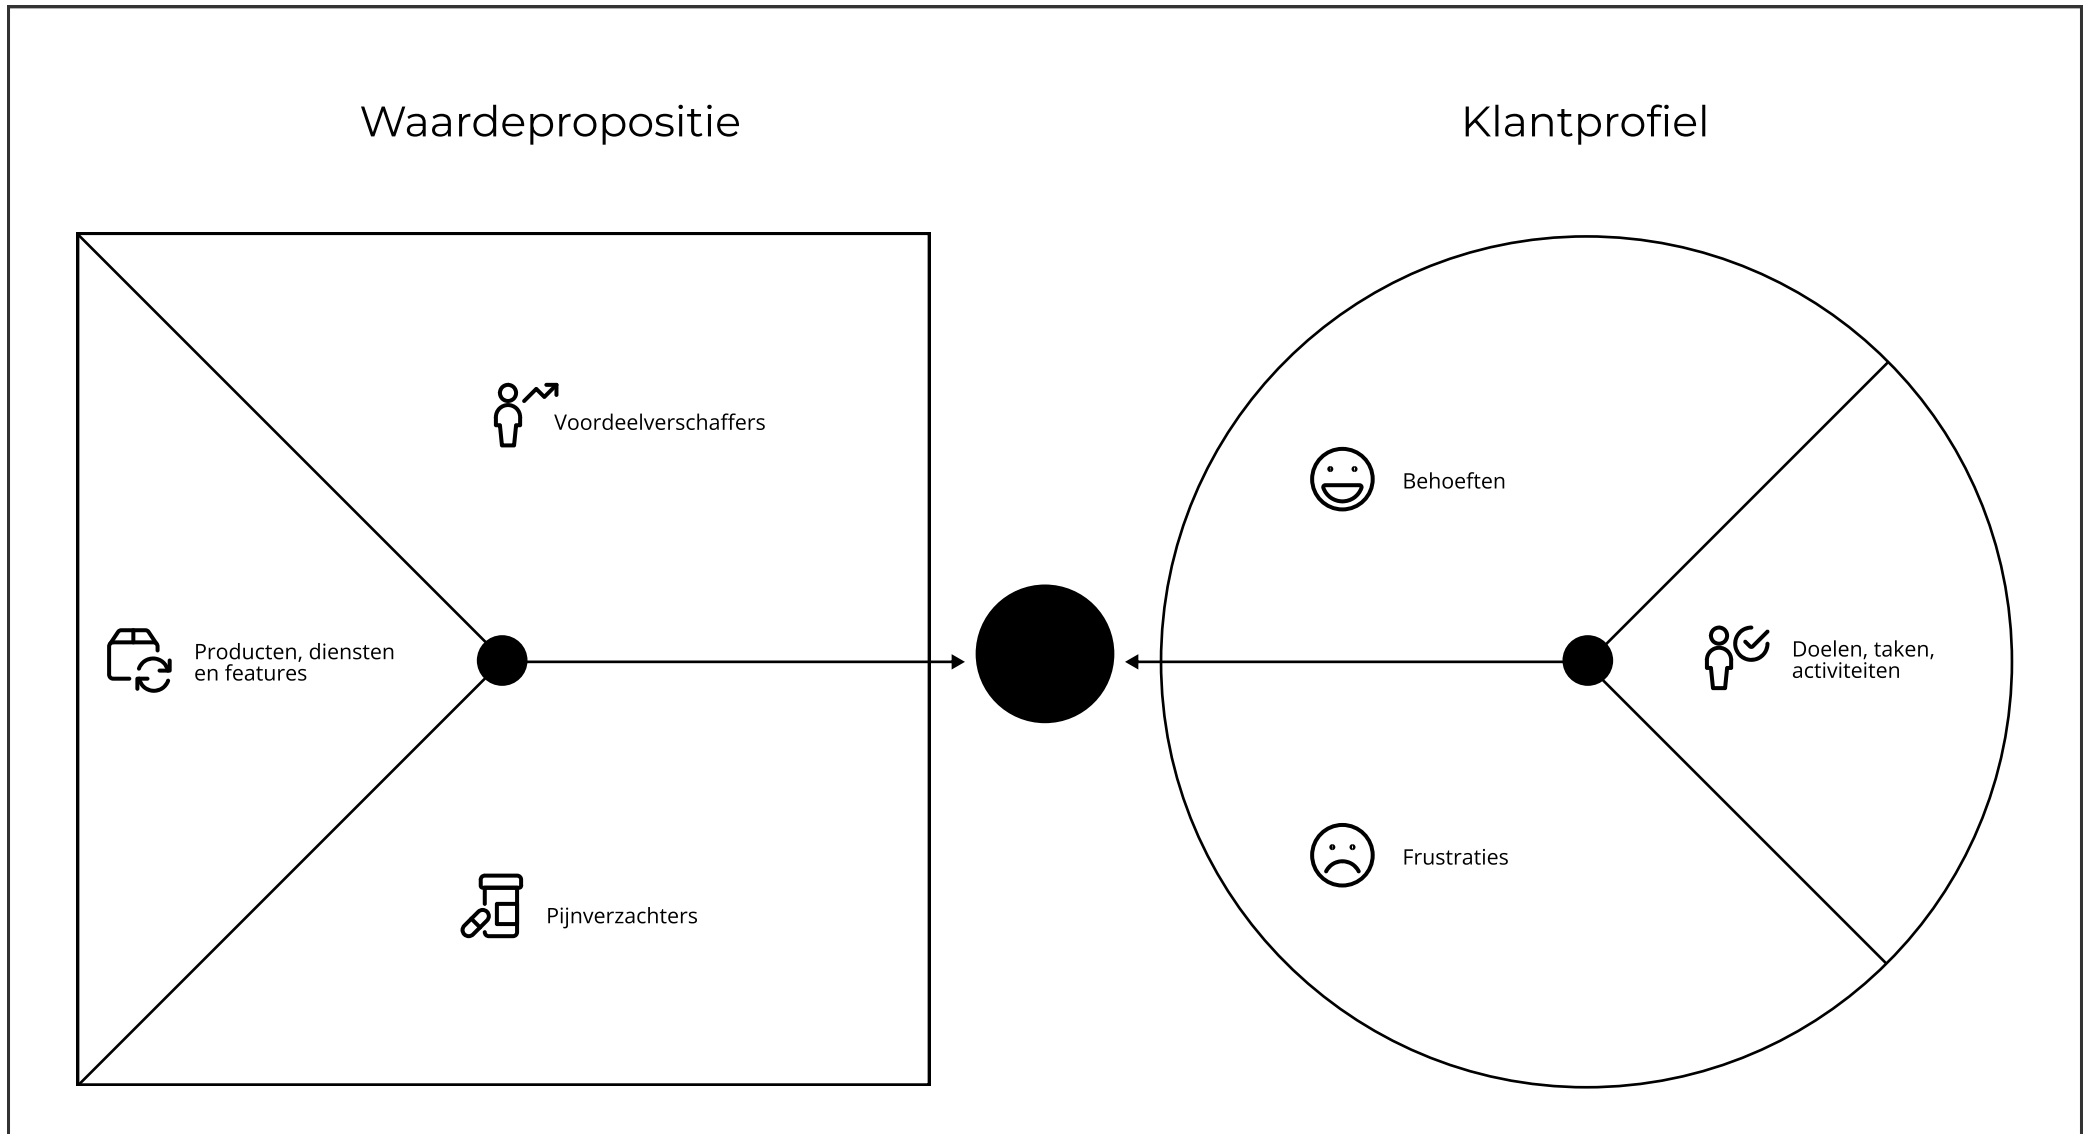 Waardepropositie
Klantprofiel
Voordeelverschaffers
Producten, diensten
en features
Pijnverzachters
Behoeften
Doelen, taken,
activiteiten
Frustraties